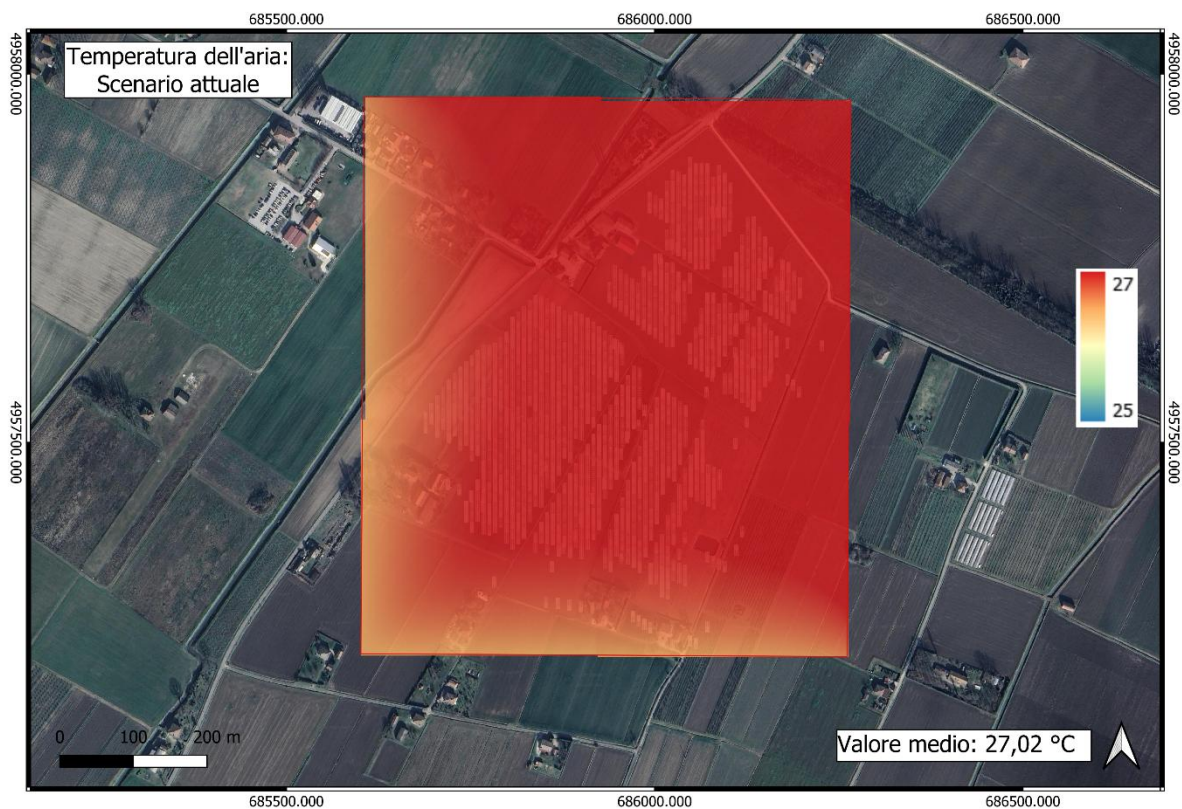 685500.000 686000.000 686500.000
Temperatura dell'aria:
Scenario attuale
4958000.000 4958000.000
27
25
4957500.000 4957500.000
0 100 200 m
Valore medio: 27,02 °C
685500.000 686000.000 686500.000